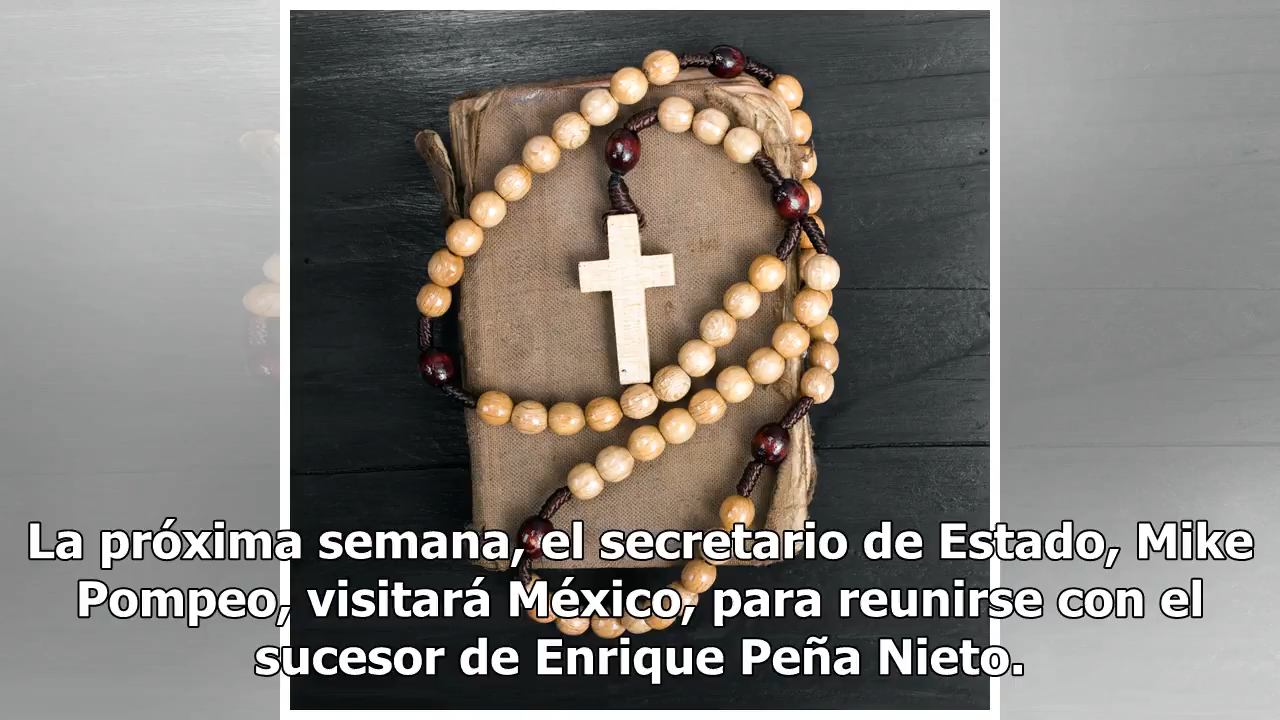 La próxima semana, el secretario de Estado, Mike
Pompeo, visitará México, para reunirse con el
sucesor de Enrique Peña Nieto.